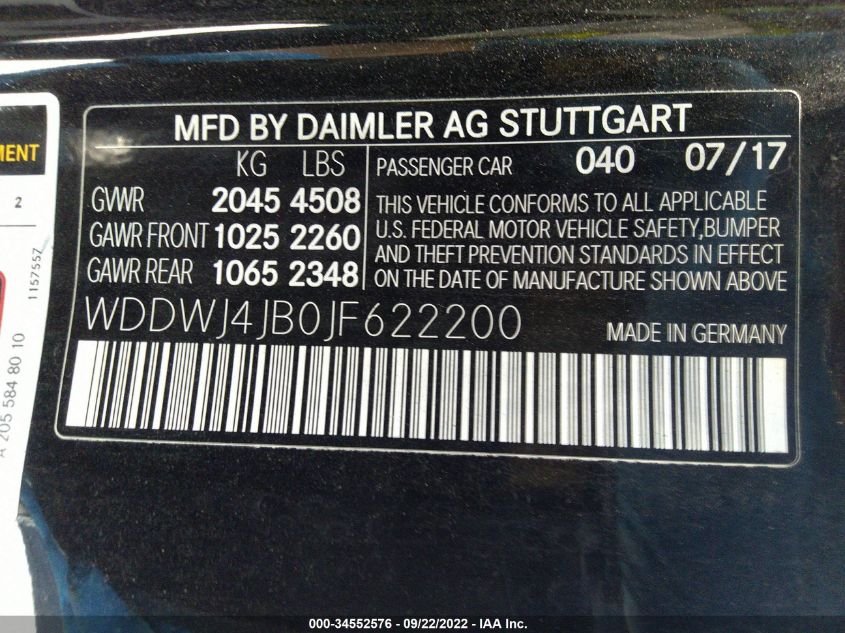 MFD BY DAIMLER AG STUTTGART
KG LBS
GVWR 2045 4508
GAWR FRONT 1025 2260
GAWR REAR 1065 2348
PASSENGER CAR 040 07/17
THIS VEHICLE CONFORMS TO ALL APPLICABLE
U.S. FEDERAL MOTOR VEHICLE SAFETY,BUMPER
AND THEFT PREVENTION STANDARDS IN EFFECT
ON THE DATE OF MANUFACTURE SHOWN ABOVE
WDDWJ4JB0JF622200
MADE IN GERMANY
MENT
2
1157557
A 205 584 80 10
000-34552576 - 09/22/2022 - IAA Inc.